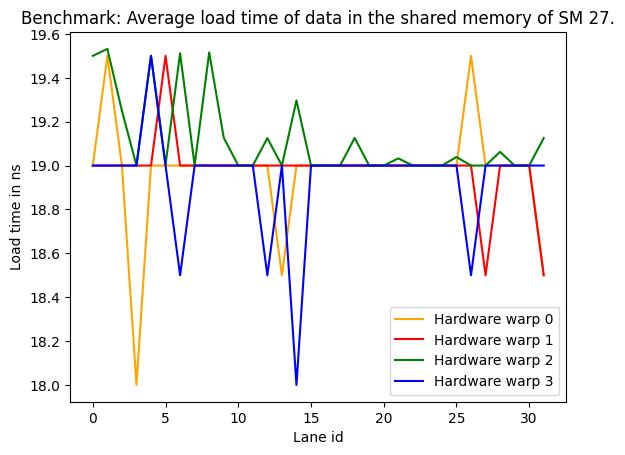 Benchmark: Average load time of data in the shared memory of SM 27.
19.6
19.4
19.2
19.0
18.8
18.6
18.4
18.2
18.0
Load time in ns
Hardware warp 0
Hardware warp 1
Hardware warp 2
Hardware warp 3
0 5 10 15 20 25 30
Lane id